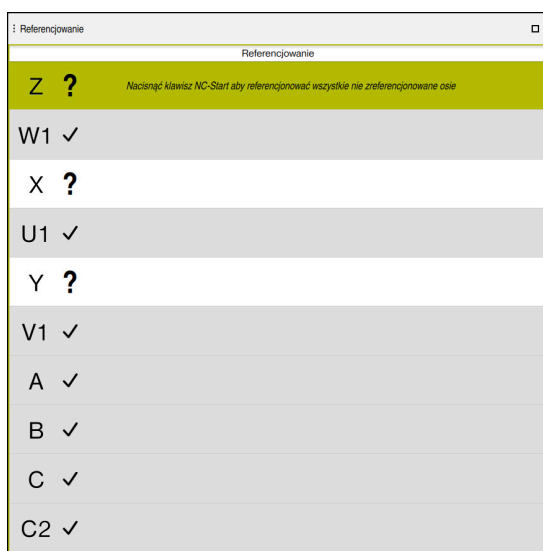 Referencjowanie
Referencjowanie
Z ? Nacisnąć klawisz NC-Start aby referencjonować wszystkie nie zreferencjonowane osie
W1 ✓
X ?
U1 ✓
Y ?
V1 ✓
A ✓
B ✓
C ✓
C2 ✓